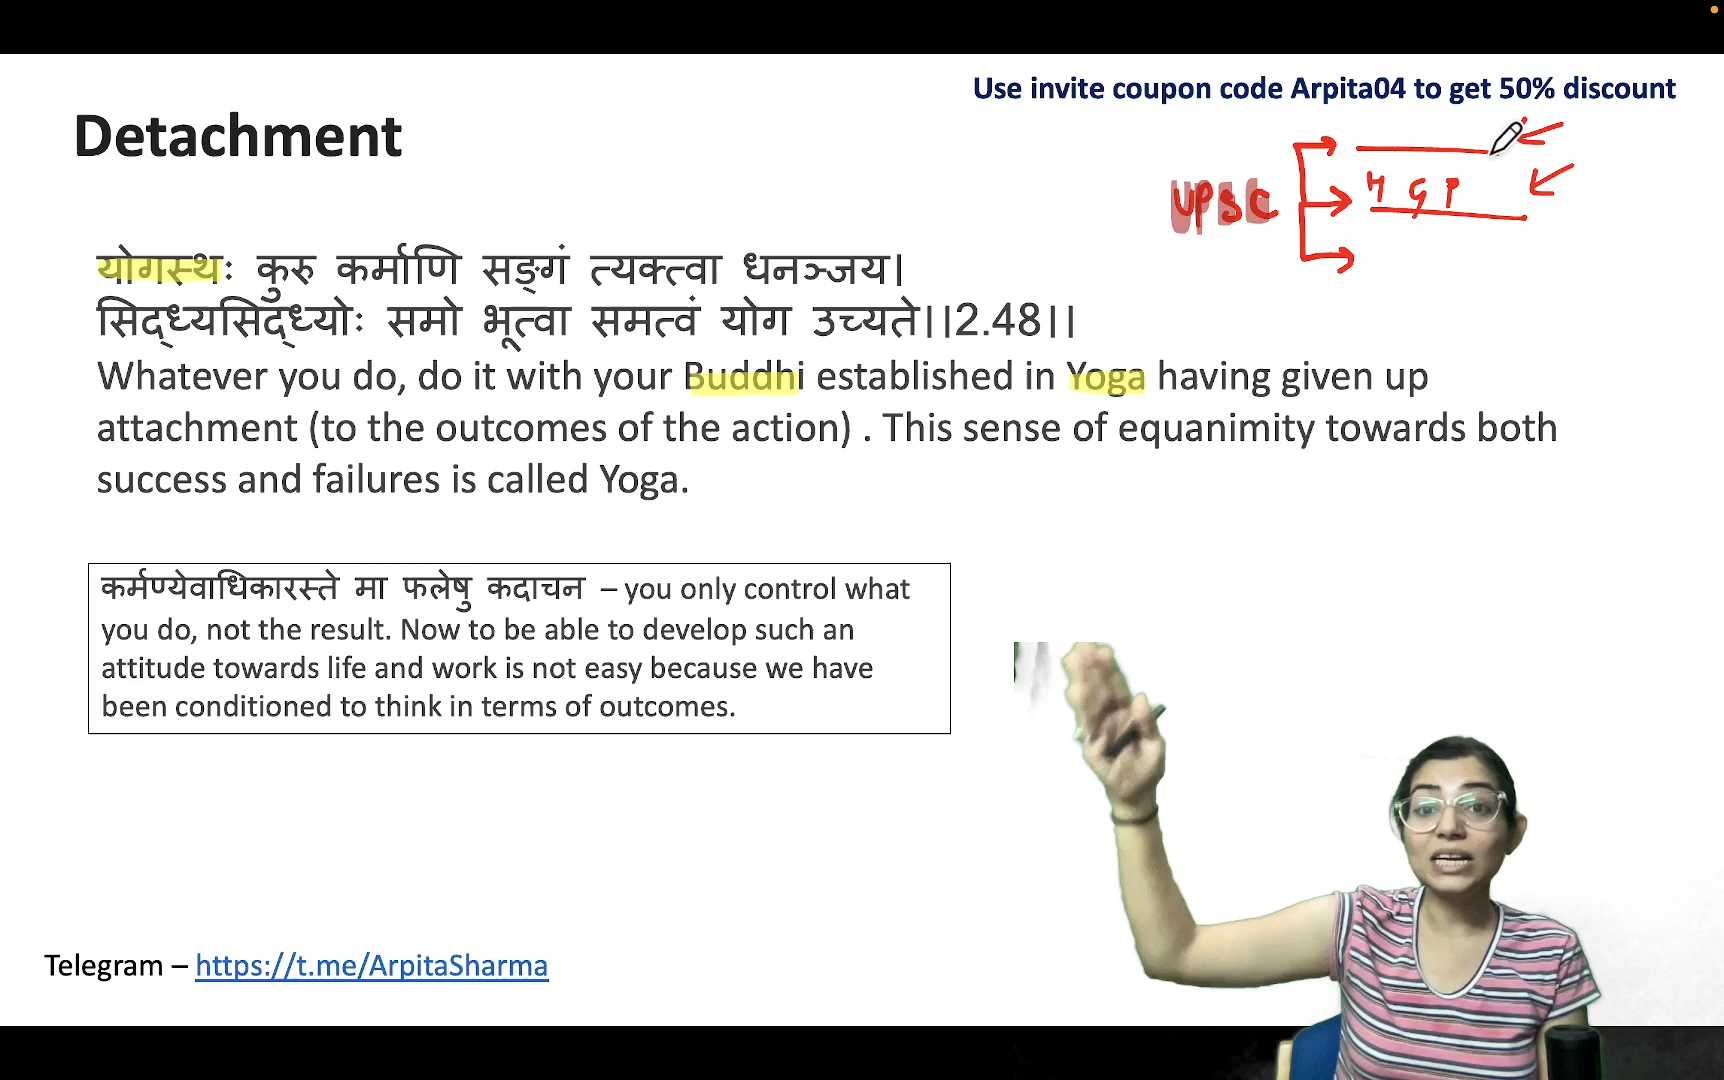 Use invite coupon code Arpita04 to get 50% discount
Detachment
UPSC
H G P
योगस्थः कुरु कर्माणि सङ्गं त्यक्त्वा धनञ्जय।
सिद्ध्यसिद्ध्योः समो भूत्वा समत्वं योग उच्यते।।2.48।।
Whatever you do, do it with your Buddhi established in Yoga having given up
attachment (to the outcomes of the action) . This sense of equanimity towards both
success and failures is called Yoga.
कर्मण्येवाधिकारस्ते मा फलेषु कदाचन – you only control what
you do, not the result. Now to be able to develop such an
attitude towards life and work is not easy because we have
been conditioned to think in terms of outcomes.
Telegram – https://t.me/ArpitaSharma